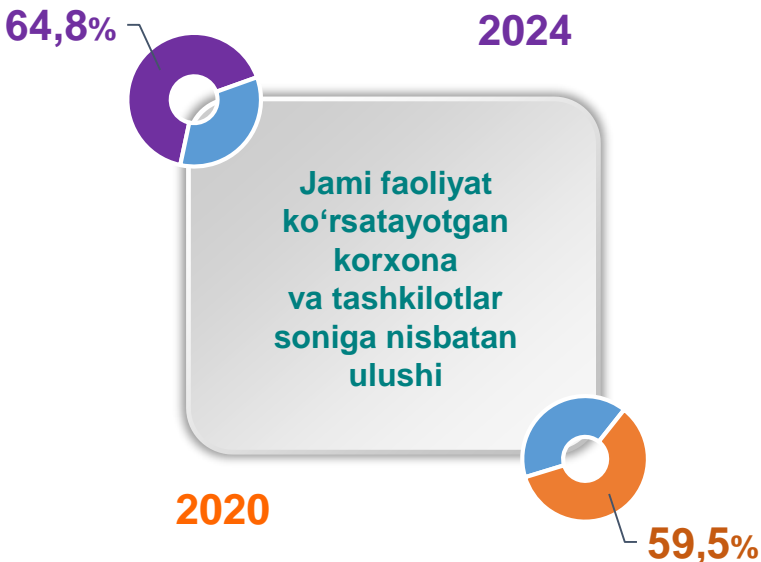 64,8%
2024
Jami faoliyat
ko‘rsatayotgan
korxona
va tashkilotlar
soniga nisbatan
ulushi
2020
59,5%